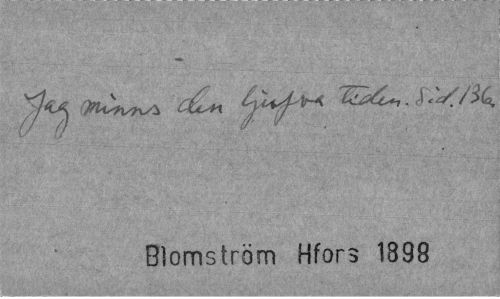 Jag minns den ljufva tiden. Sid. 136.
Blomström Hfors 1898